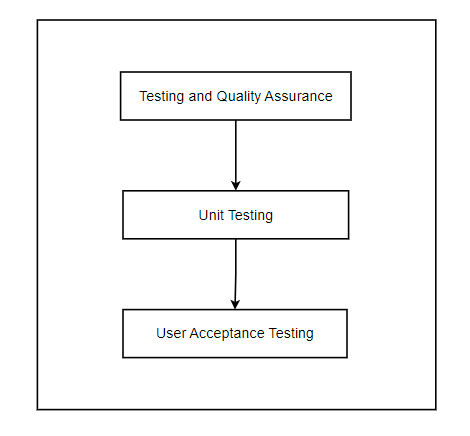 Testing and Quality Assurance
Unit Testing
User Acceptance Testing